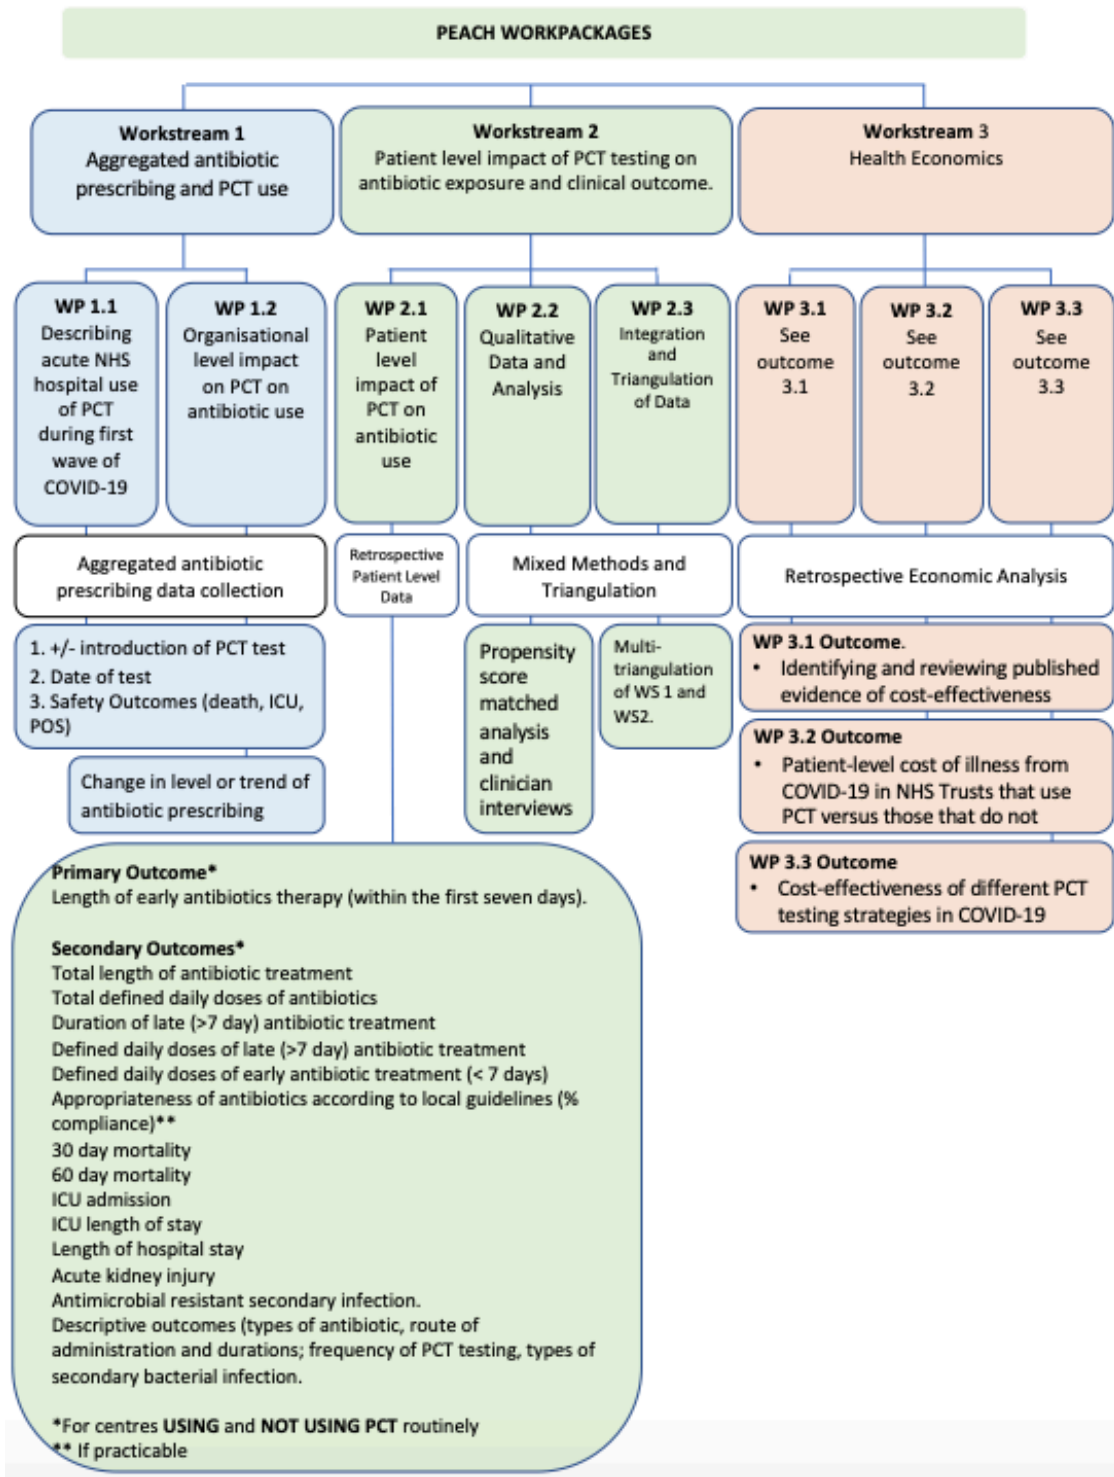 PEACH WORKPACKAGES
Workstream 1
Aggregated antibiotic
prescribing and PCT use
Workstream 2
Patient level impact of PCT testing on
antibiotic exposure and clinical outcome.
Workstream 3
Health Economics
WP 1.1
Describing
acute NHS
hospital use
of PCT
during first
wave of
COVID-19
WP 1.2
Organisational
level impact
on PCT on
antibiotic use
WP 2.1
Patient
level
impact of
PCT on
antibiotic
use
WP 2.2
Qualitative
Data and
Analysis
WP 2.3
Integration
and
Triangulation
of Data
WP 3.1
See
outcome
3.1
WP 3.2
See
outcome
3.2
WP 3.3
See
outcome
3.3
Aggregated antibiotic
prescribing data collection
Retrospective
Patient Level
Data
Mixed Methods and
Triangulation
Retrospective Economic Analysis
1. +/- introduction of PCT test
2. Date of test
3. Safety Outcomes (death, ICU,
POS)
Change in level or trend of
antibiotic prescribing
Propensity
score
matched
analysis
and
clinician
interviews
Multi-
triangulation
of WS 1 and
WS2.
WP 3.1 Outcome.
• Identifying and reviewing published
evidence of cost-effectiveness
WP 3.2 Outcome
• Patient-level cost of illness from
COVID-19 in NHS Trusts that use
PCT versus those that do not
WP 3.3 Outcome
• Cost-effectiveness of different PCT
testing strategies in COVID-19
Primary Outcome*
Length of early antibiotics therapy (within the first seven days).
Secondary Outcomes*
Total length of antibiotic treatment
Total defined daily doses of antibiotics
Duration of late (>7 day) antibiotic treatment
Defined daily doses of late (>7 day) antibiotic treatment
Defined daily doses of early antibiotic treatment (< 7 days)
Appropriateness of antibiotics according to local guidelines (%
compliance)**
30 day mortality
60 day mortality
ICU admission
ICU length of stay
Length of hospital stay
Acute kidney injury
Antimicrobial resistant secondary infection.
Descriptive outcomes (types of antibiotic, route of
administration and durations; frequency of PCT testing, types of
secondary bacterial infection.
*For centres USING and NOT USING PCT routinely
** If practicable